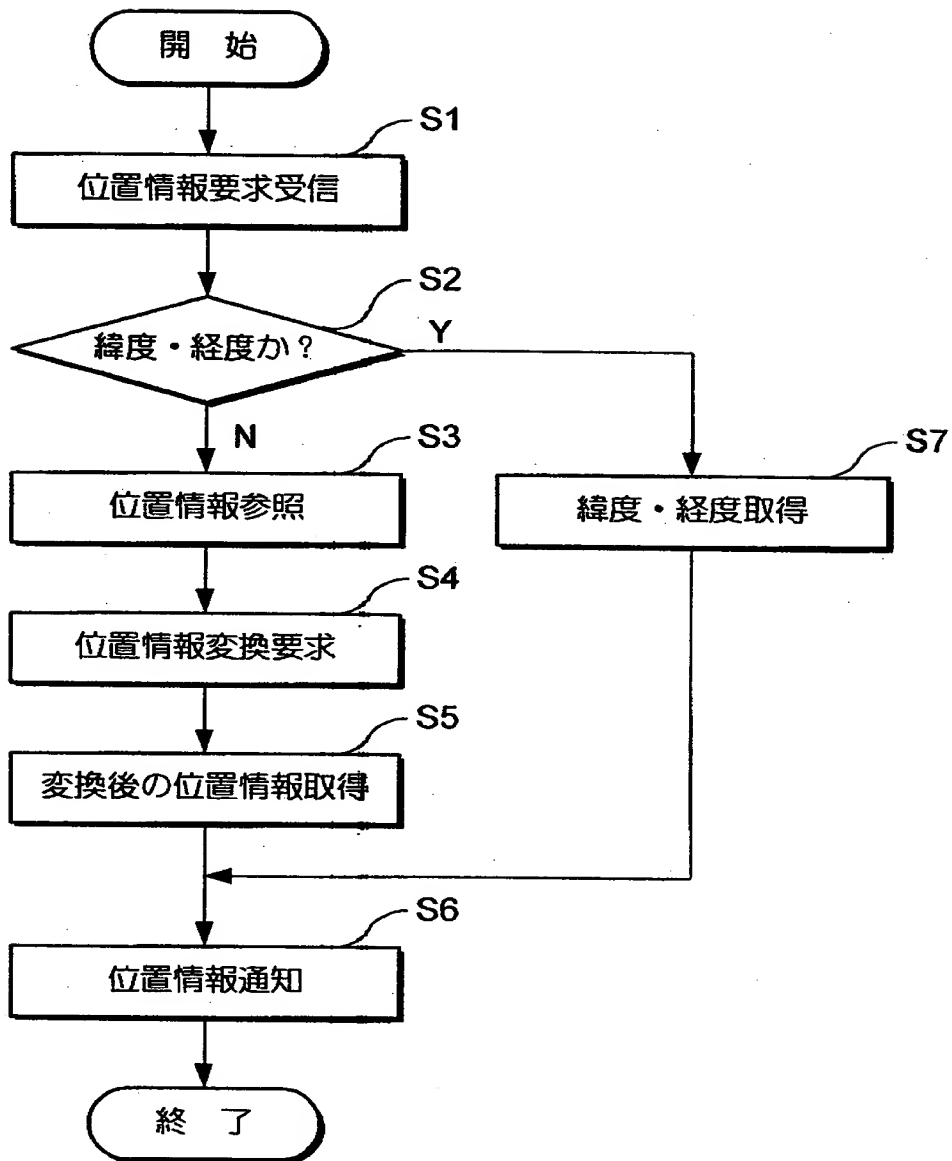 開 始
S1
位置情報要求受信
S2
緯度・経度か?
Y
N
S3
位置情報参照
S7
緯度・経度取得
S4
位置情報変換要求
S5
変換後の位置情報取得
S6
位置情報通知
終 了